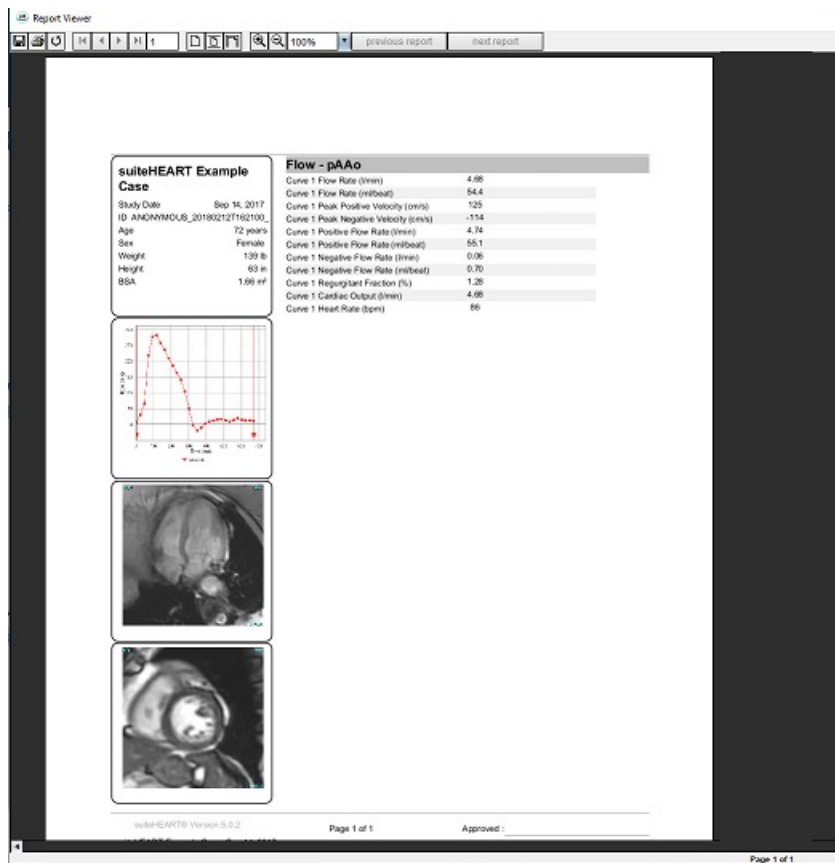 Report Viewer
1
100%
previous report
next report
suiteHEART Example
Case
Study Date Sep 14, 2017
ID ANONYMOUS_20180212T162100_
Age 72 years
Sex Female
Weight 139 lb
Height 63 in
BSA 1.66 m²
Flow - pAAo
Curve 1 Flow Rate (l/min) 4.68
Curve 1 Flow Rate (ml/beat) 54.4
Curve 1 Peak Positive Velocity (cm/s) 125
Curve 1 Peak Negative Velocity (cm/s) -114
Curve 1 Positive Flow Rate (l/min) 4.74
Curve 1 Positive Flow Rate (ml/beat) 55.1
Curve 1 Negative Flow Rate (l/min) 0.06
Curve 1 Negative Flow Rate (ml/beat) 0.70
Curve 1 Regurgitant Fraction (%) 1.28
Curve 1 Cardiac Output (l/min) 4.68
Curve 1 Heart Rate (bpm) 86
suiteHEART® Version 5.0.2
Page 1 of 1
Approved :
Page 1 of 1